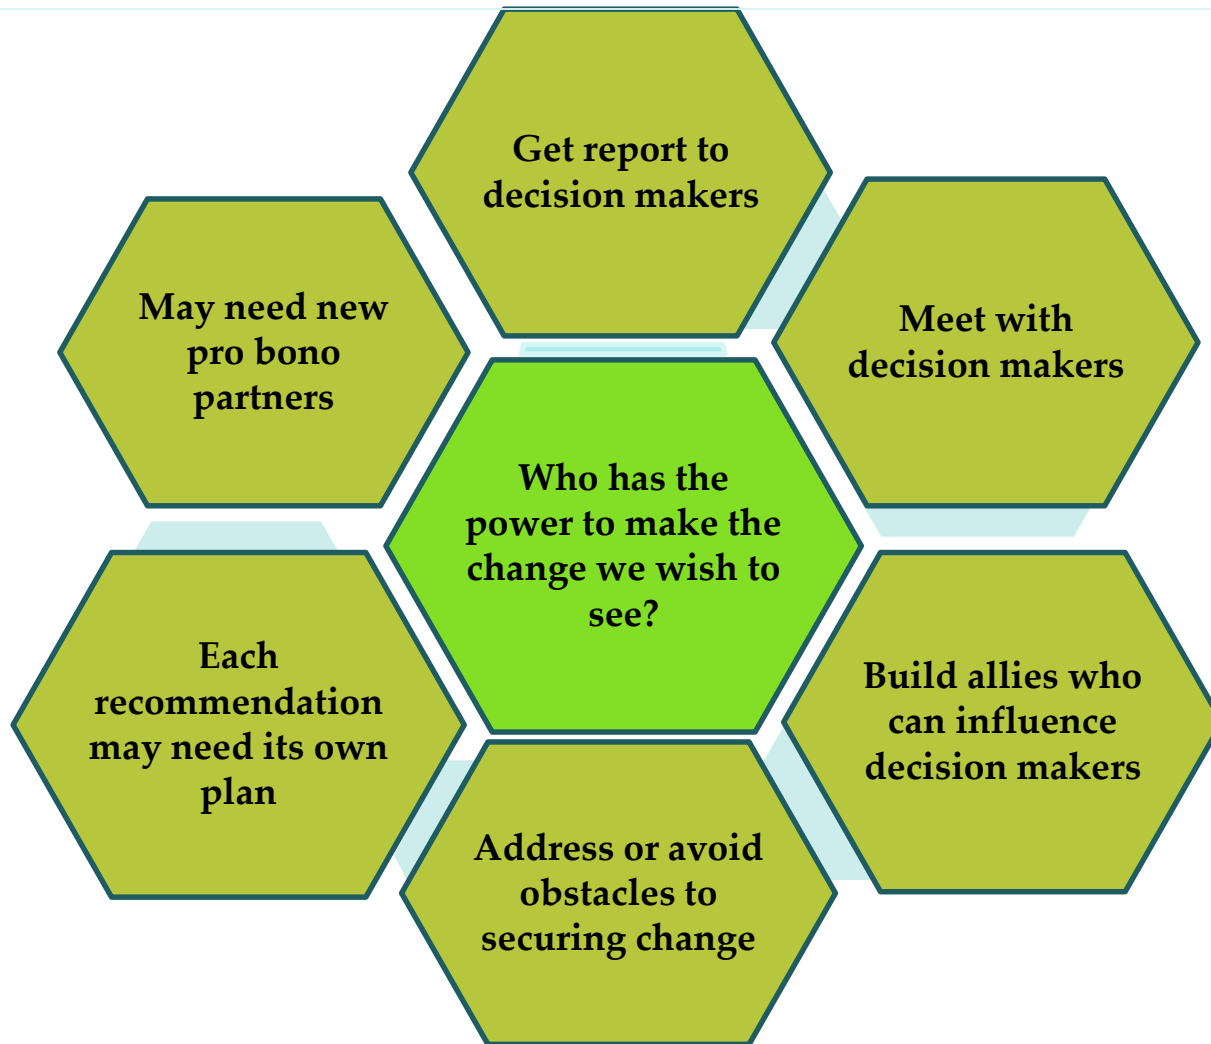 Get report to
decision makers
Meet with
decision makers
Build allies who
can influence
decision makers
Address or avoid
obstacles to
securing change
Each
recommendation
may need its own
plan
May need new
pro bono
partners
Who has the
power to make the
change we wish to
see?